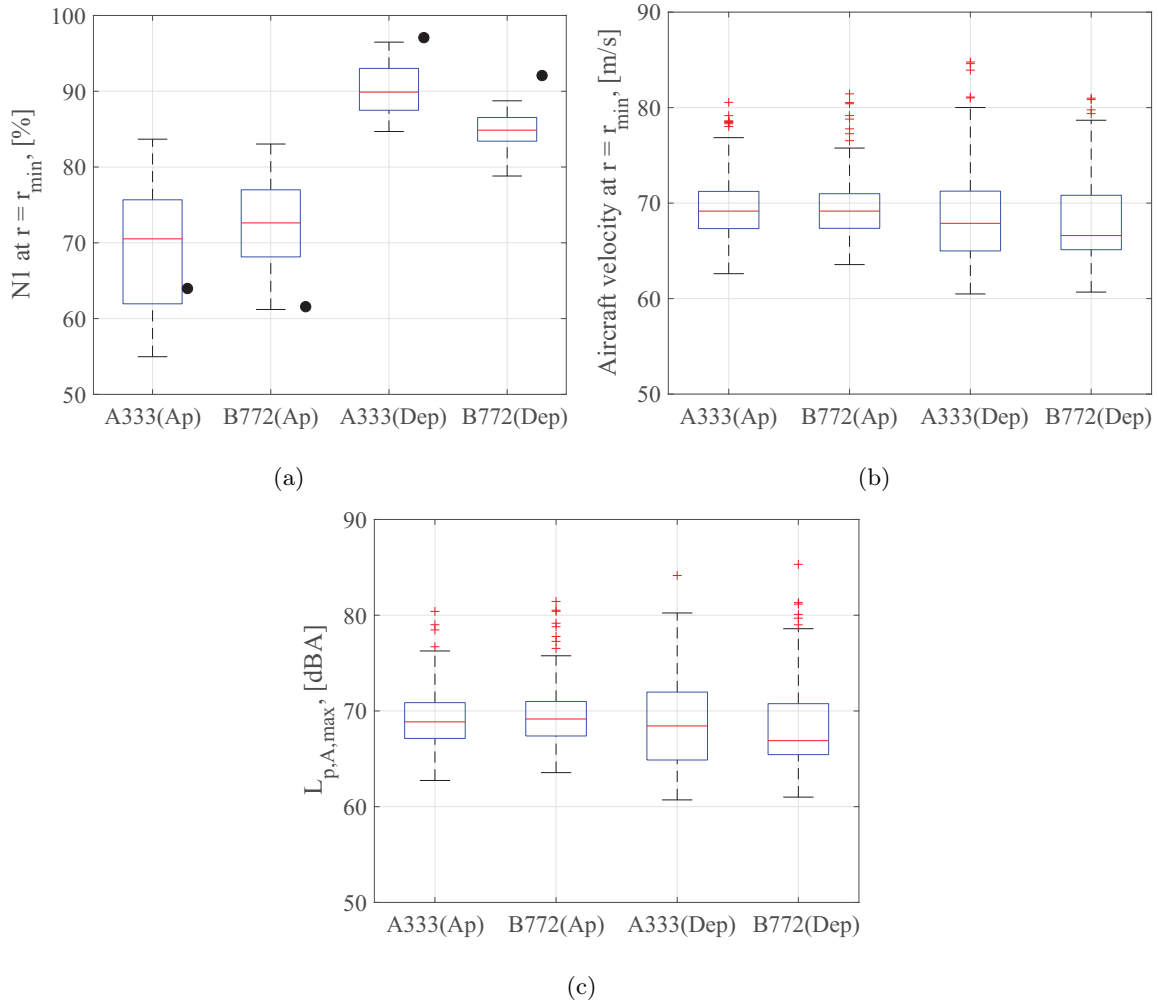 100
90
80
70
60
50
N1 at r = r_min, [%]
A333(Ap) B772(Ap) A333(Dep) B772(Dep)
(a)
90
80
70
60
50
Aircraft velocity at r = r_min, [m/s]
A333(Ap) B772(Ap) A333(Dep) B772(Dep)
(b)
90
80
70
60
50
L_p,A,max, [dBA]
A333(Ap) B772(Ap) A333(Dep) B772(Dep)
(c)